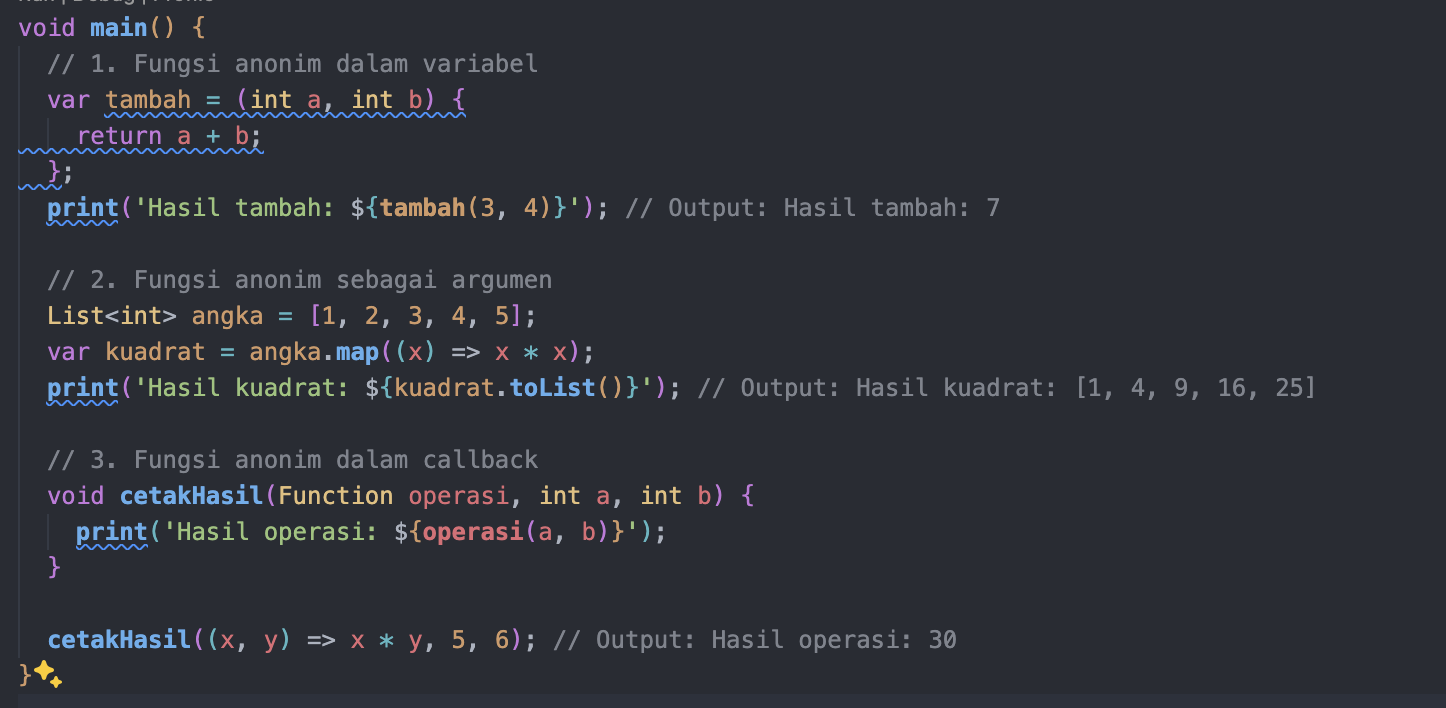 Run | Debug | Profile
void main() {
  // 1. Fungsi anonim dalam variabel
  var tambah = (int a, int b) {
    return a + b;
  };
  print('Hasil tambah: ${tambah(3, 4)}'); // Output: Hasil tambah: 7

  // 2. Fungsi anonim sebagai argumen
  List<int> angka = [1, 2, 3, 4, 5];
  var kuadrat = angka.map((x) => x * x);
  print('Hasil kuadrat: ${kuadrat.toList()}'); // Output: Hasil kuadrat: [1, 4, 9, 16, 25]

  // 3. Fungsi anonim dalam callback
  void cetakHasil(Function operasi, int a, int b) {
    print('Hasil operasi: ${operasi(a, b)}');
  }

  cetakHasil((x, y) => x * y, 5, 6); // Output: Hasil operasi: 30
}